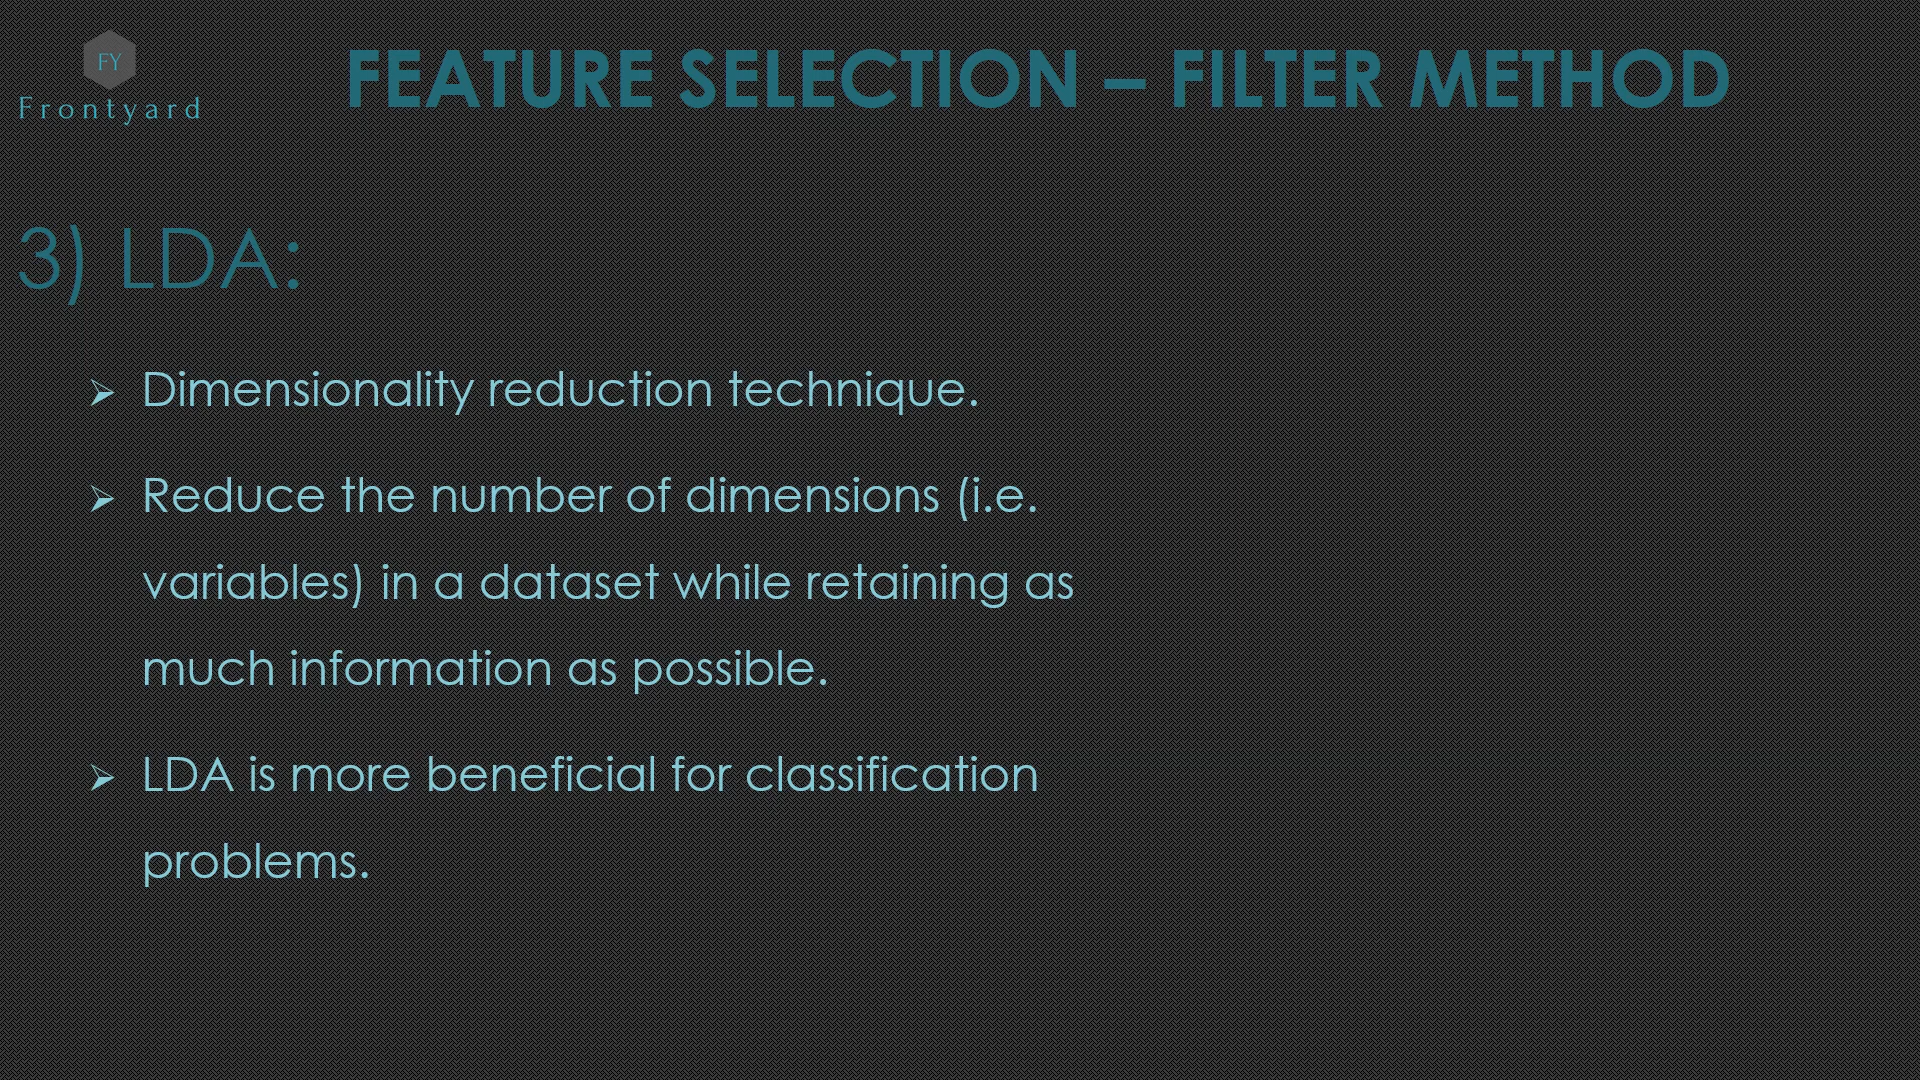 FY
Frontyard
FEATURE SELECTION – FILTER METHOD
3) LDA:
➢ Dimensionality reduction technique.
➢ Reduce the number of dimensions (i.e.
variables) in a dataset while retaining as
much information as possible.
➢ LDA is more beneficial for classification
problems.